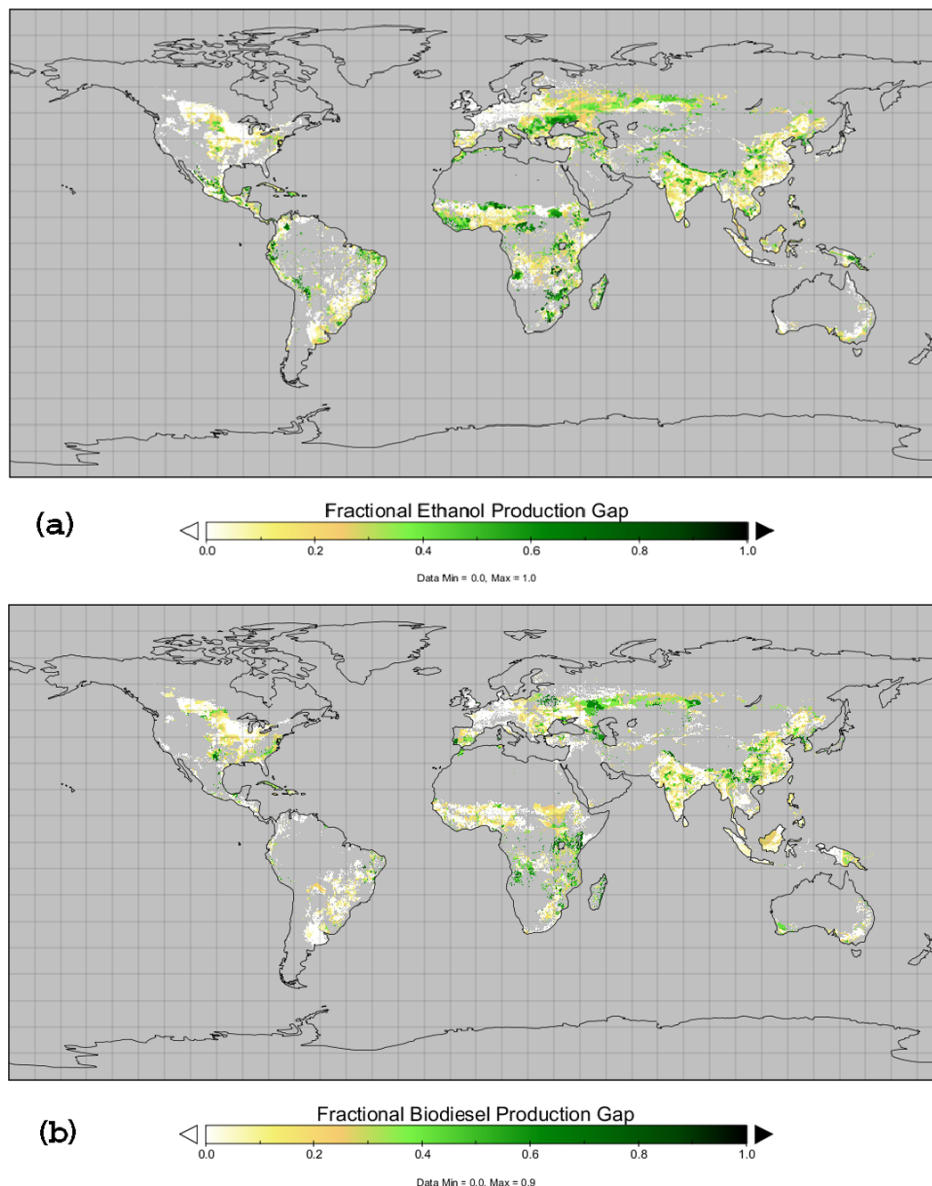 Fractional Ethanol Production Gap
(a)
0.0 0.2 0.4 0.6 0.8 1.0
Data Min = 0.0, Max = 1.0
Fractional Biodiesel Production Gap
(b)
0.0 0.2 0.4 0.6 0.8 1.0
Data Min = 0.0, Max = 0.9